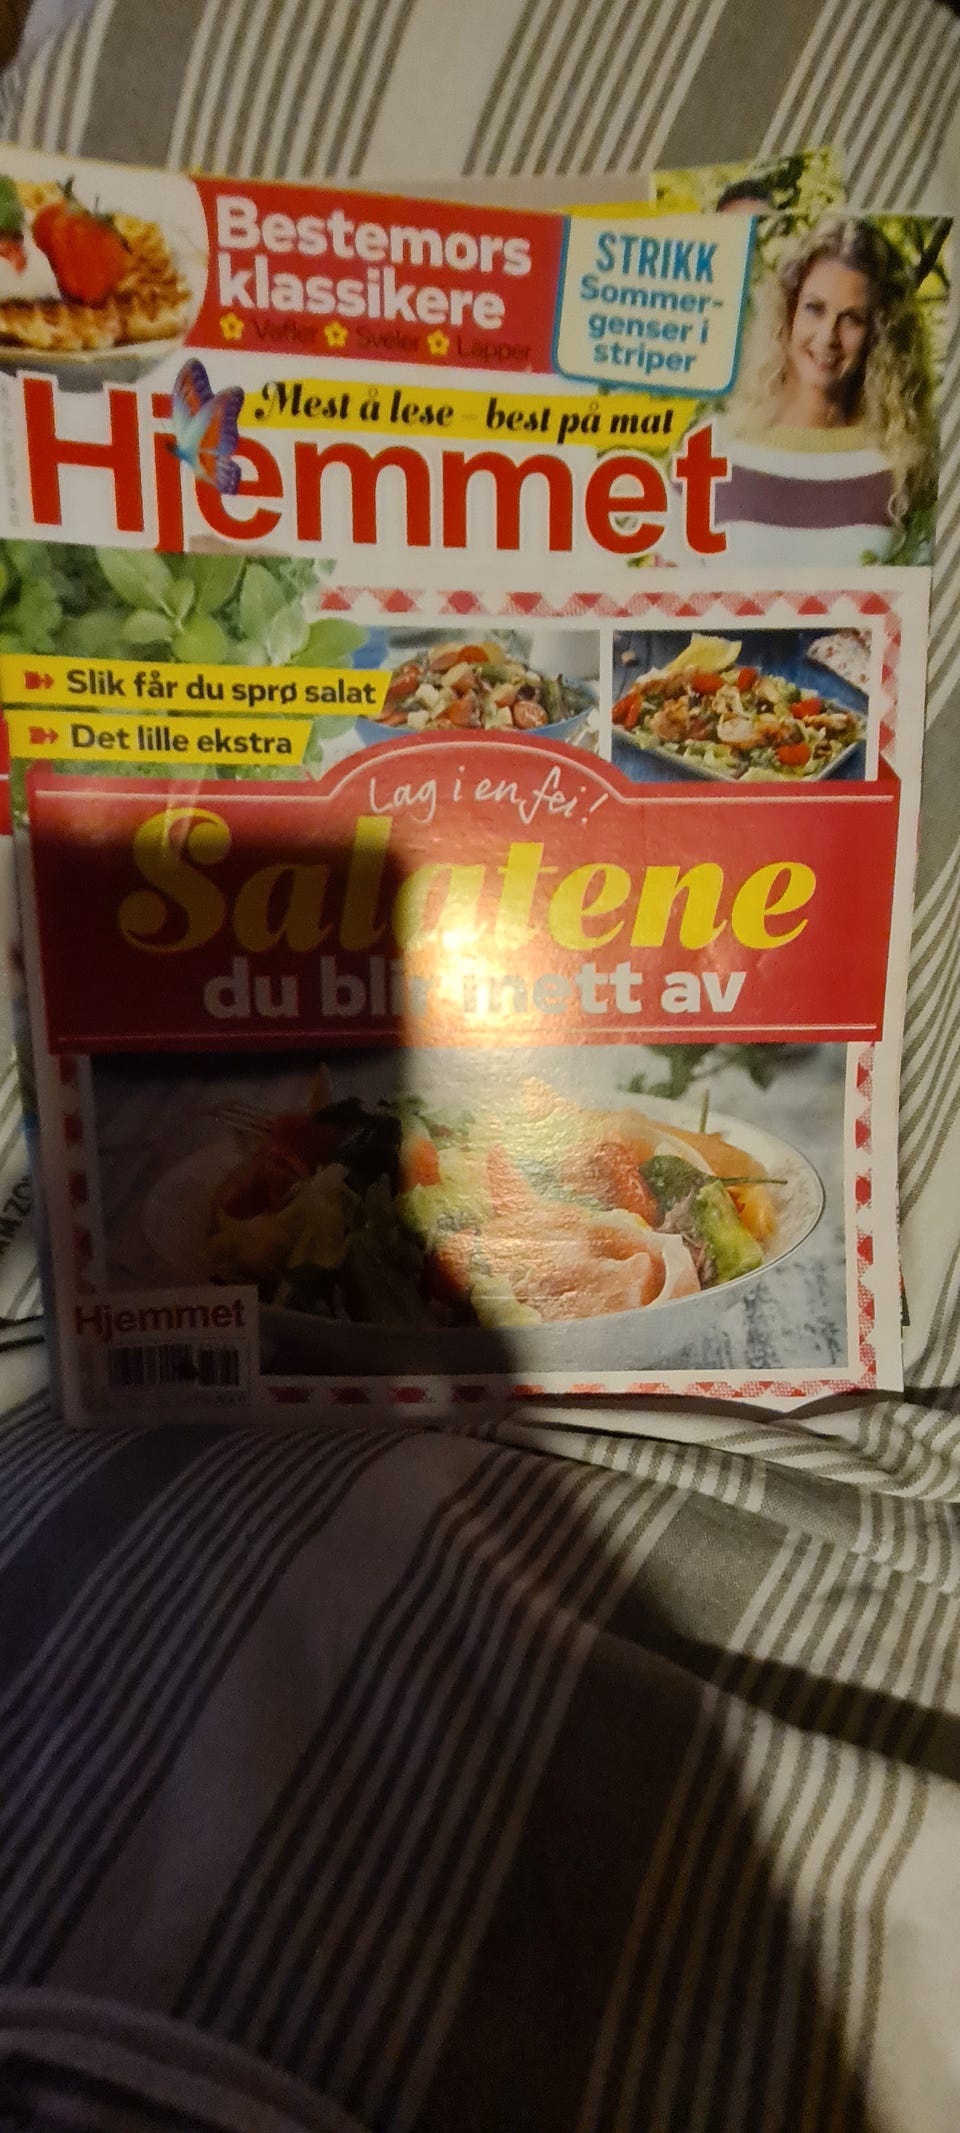 Bestemors
klassikere
Vafler Sveler Lapper
STRIKK
Sommer-
genser i
striper
Mest å lese - best på mat
Hjemmet
Slik får du sprø salat
Det lille ekstra
Lag i en fei!
Salatene
du blir mett av
Hjemmet